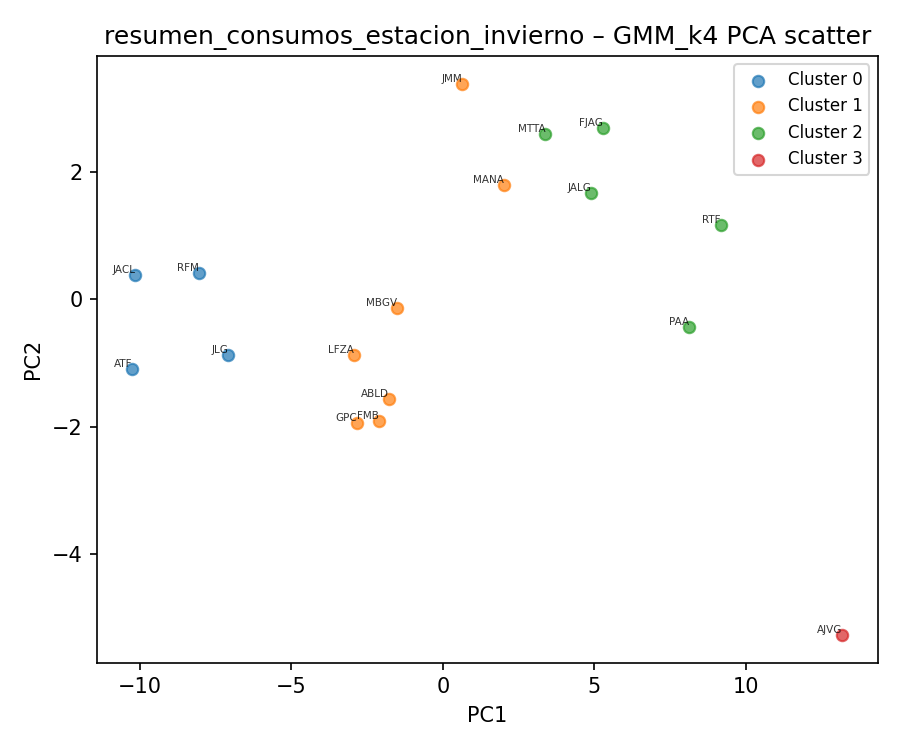 resumen_consumos_estacion_invierno – GMM_k4 PCA scatter
Cluster 0
Cluster 1
Cluster 2
Cluster 3
JMM
MTTA
FJAG
MANA
JALG
RTF
JACL
RFM
MBGV
PAA
ATF
JLG
LFZA
ABLD
GPC
FMB
AJVG
2
0
−2
−4
PC2
−10
−5
0
5
10
PC1